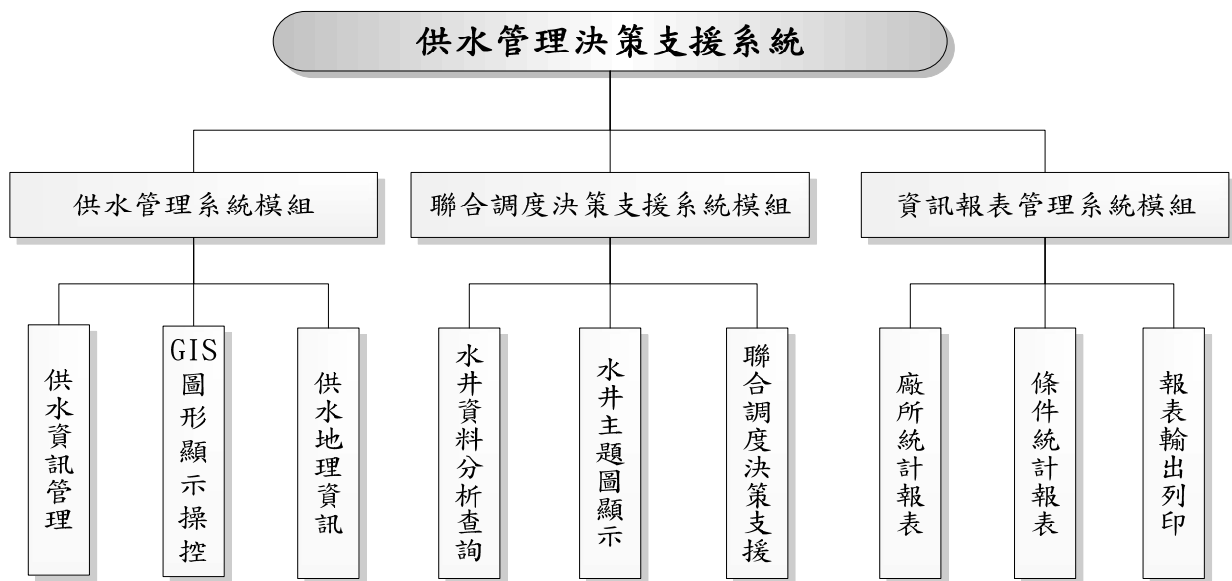 供水管理決策支援系統
供水管理系統模組
聯合調度決策支援系統模組
資訊報表管理系統模組
供水資訊管理
GIS圖形顯示操控
供水地理資訊
水井資料分析查詢
水井主題圖顯示
聯合調度決策支援
廠所統計報表
條件統計報表
報表輸出列印